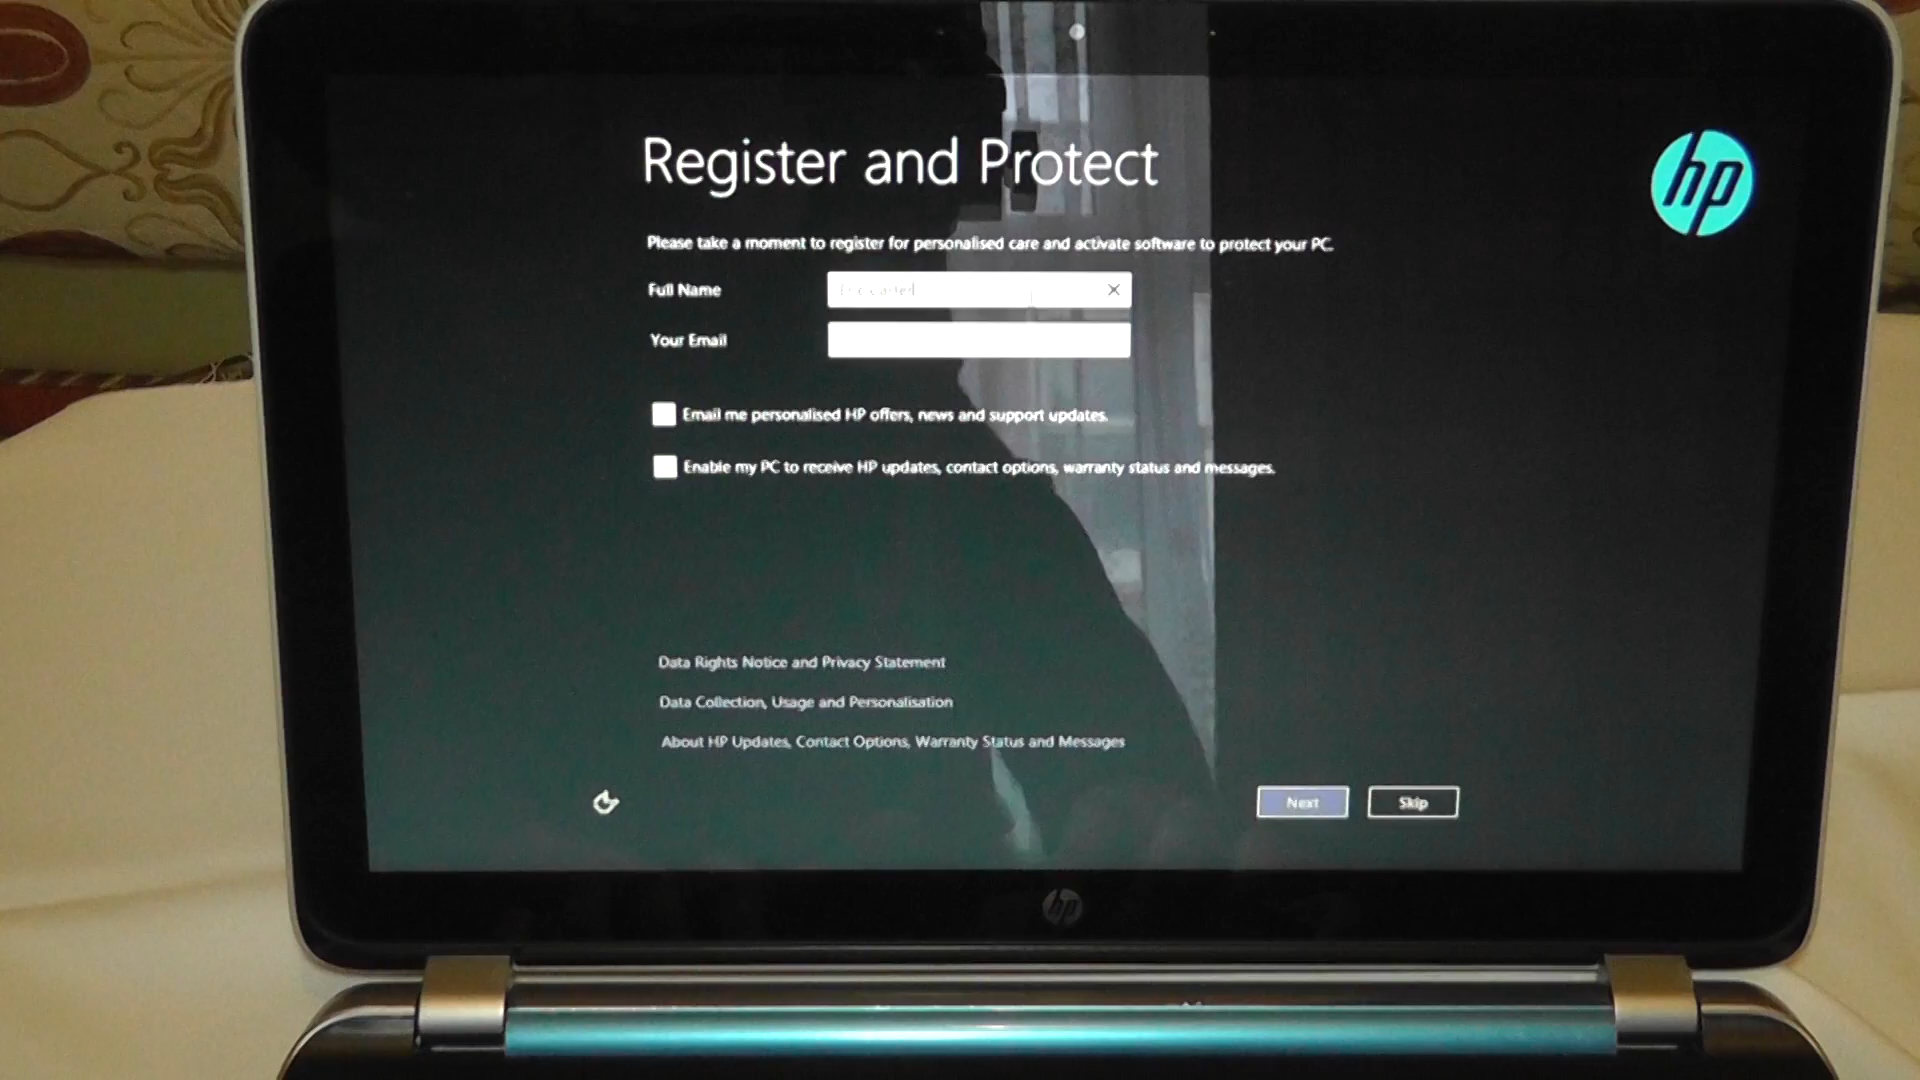 hp
Register and Protect
Please take a moment to register for personalised care and activate software to protect your PC.
Full Name
Your Email
Email me personalised HP offers, news and support updates.
Enable my PC to receive HP updates, contact options, warranty status and messages.
Data Rights Notice and Privacy Statement
Data Collection, Usage and Personalisation
About HP Updates, Contact Options, Warranty Status and Messages
Next
Skip
hp